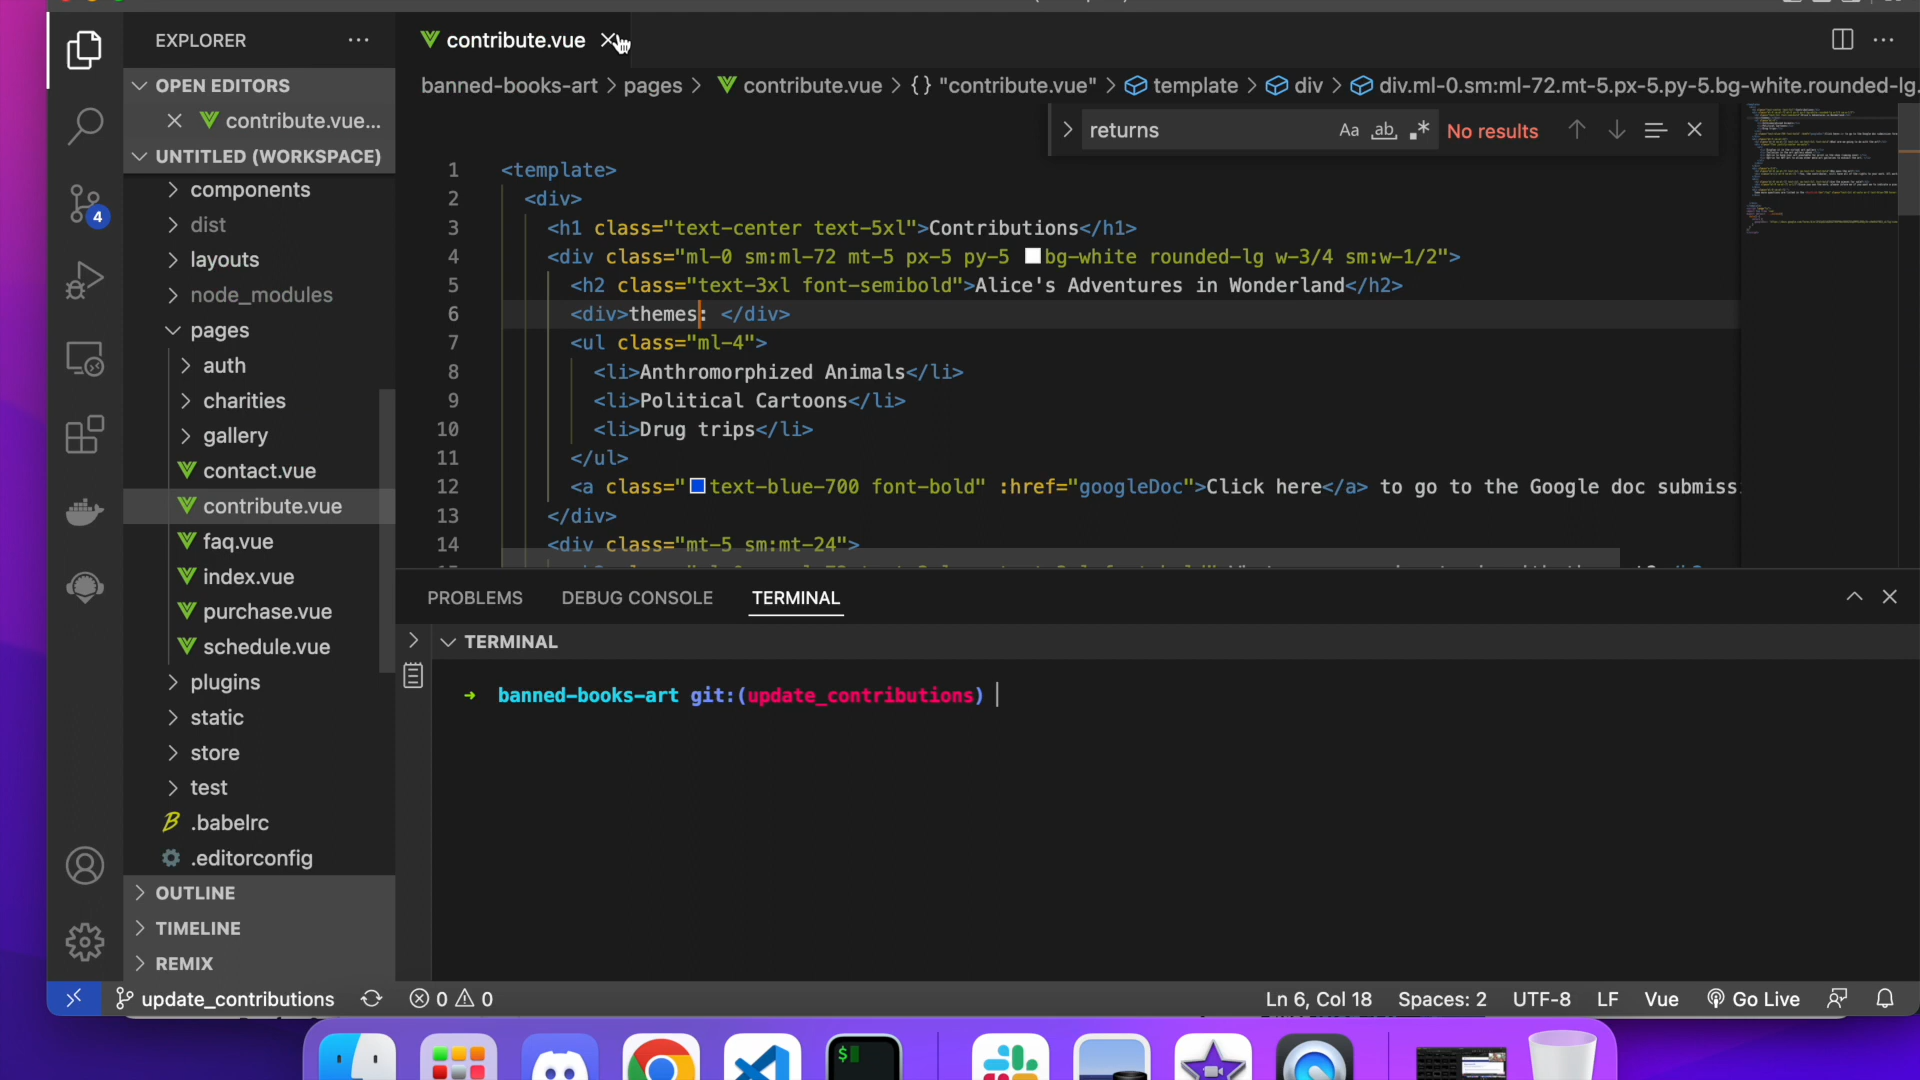 EXPLORER
OPEN EDITORS
contribute.vue...
UNTITLED (WORKSPACE)
components
dist
layouts
node_modules
pages
auth
charities
gallery
contact.vue
contribute.vue
faq.vue
index.vue
purchase.vue
schedule.vue
plugins
static
store
test
.babelrc
.editorconfig
OUTLINE
TIMELINE
REMIX
4
contribute.vue
banned-books-art > pages > contribute.vue > {} "contribute.vue" > template > div > div.ml-0.sm:ml-72.mt-5.px-5.py-5.bg-white.rounded-lg.
returns Aa ab .* No results
1 <template>
2 <div>
3 <h1 class="text-center text-5xl">Contributions</h1>
4 <div class="ml-0 sm:ml-72 mt-5 px-5 py-5 bg-white rounded-lg w-3/4 sm:w-1/2">
5 <h2 class="text-3xl font-semibold">Alice's Adventures in Wonderland</h2>
6 <div>themes: </div>
7 <ul class="ml-4">
8 <li>Anthromorphized Animals</li>
9 <li>Political Cartoons</li>
10 <li>Drug trips</li>
11 </ul>
12 <a class="text-blue-700 font-bold" :href="googleDoc">Click here</a> to go to the Google doc submiss
13 </div>
14 <div class="mt-5 sm:mt-24">
PROBLEMS DEBUG CONSOLE TERMINAL
TERMINAL
→ banned-books-art git:(update_contributions)
update_contributions 0 0 Ln 6, Col 18 Spaces: 2 UTF-8 LF Vue Go Live
$